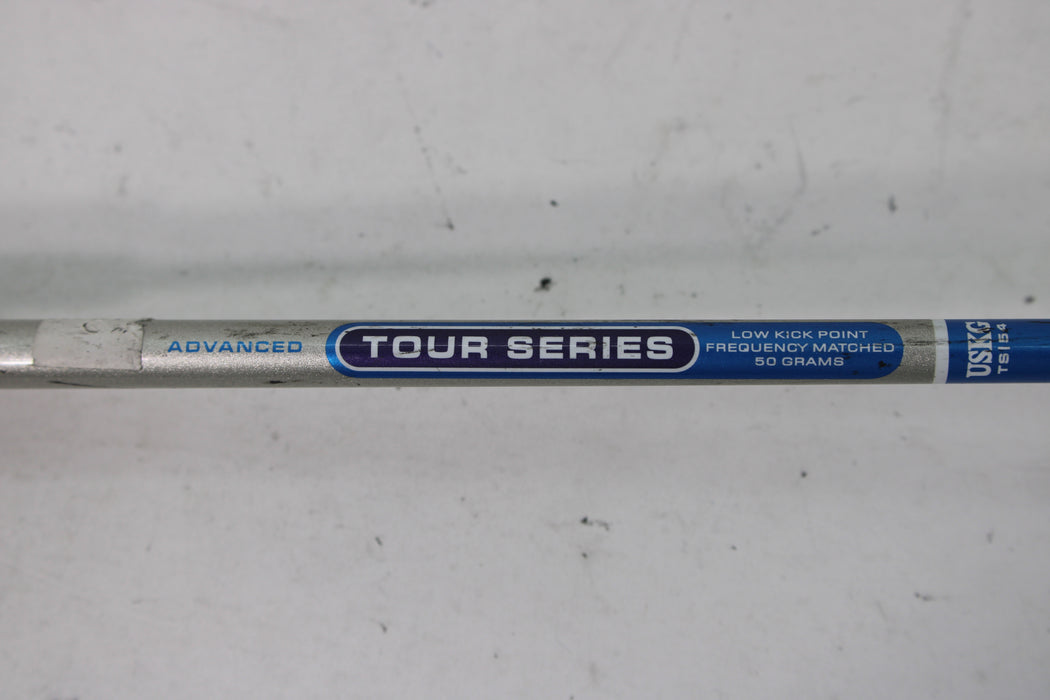 ADVANCED
TOUR SERIES
LOW KICK POINT
FREQUENCY MATCHED
50 GRAMS
USKG
TS154